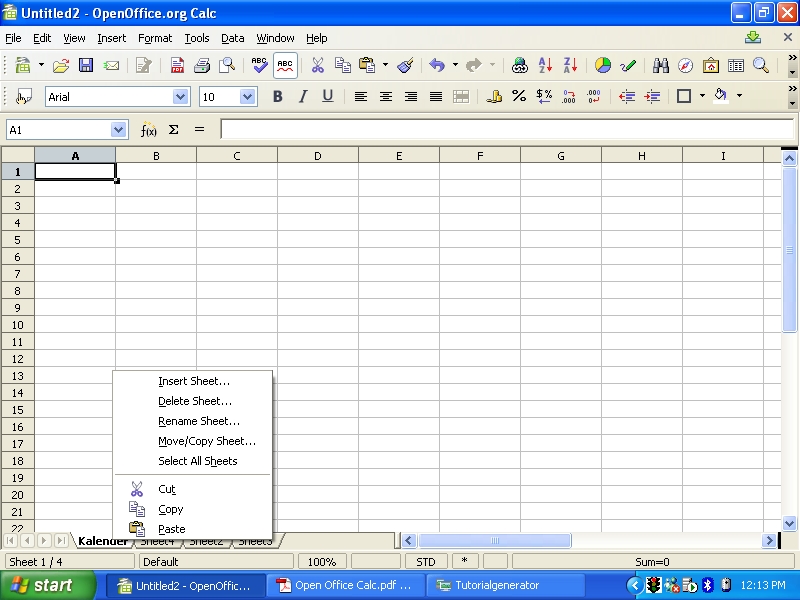 Untitled2 - OpenOffice.org Calc
File Edit View Insert Format Tools Data Window Help
Arial 10
A1 f(x) Σ =
A B C D E F G H I
1
2
3
4
5
6
7
8
9
10
11
12
13
14
15
16
17
18
19
20
21
22
Insert Sheet...
Delete Sheet...
Rename Sheet...
Move/Copy Sheet...
Select All Sheets
Cut
Copy
Paste
Kalender Sheet4 Sheet2 Sheet3
Sheet 1 / 4 Default 100% STD * Sum=0
start Untitled2 - OpenOffic... Open Office Calc.pdf ... Tutorialgenerator 12:13 PM